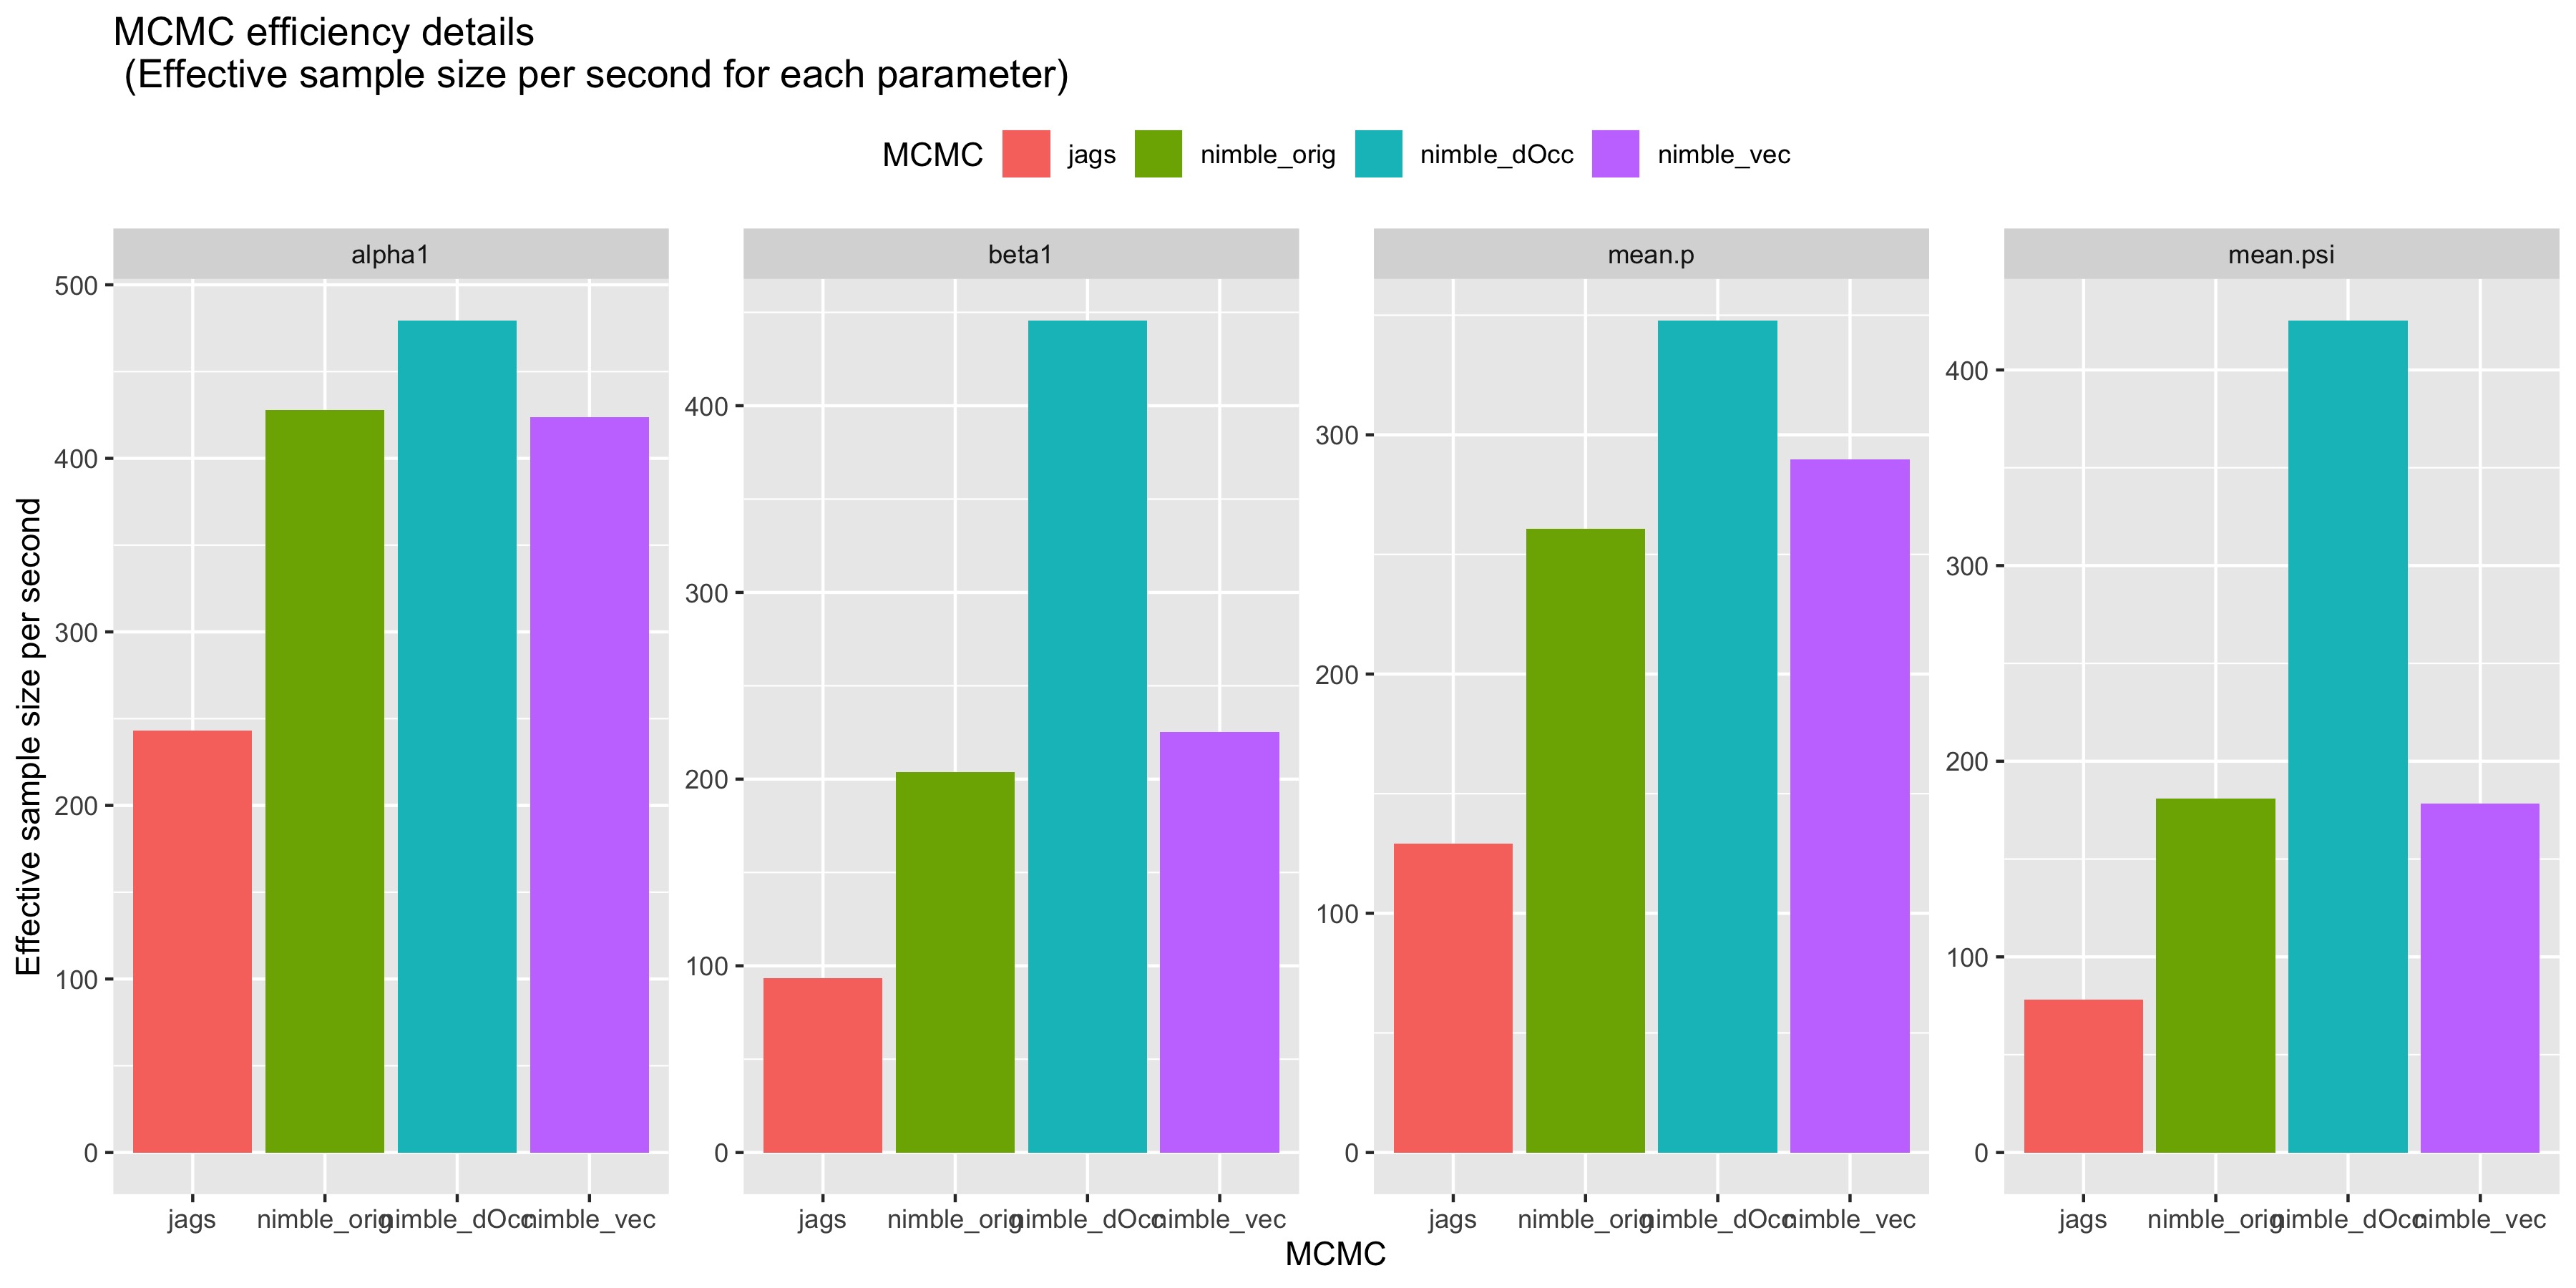 MCMC efficiency details
(Effective sample size per second for each parameter)
MCMC jags nimble_orig nimble_dOcc nimble_vec
alpha1 beta1 mean.p mean.psi
Effective sample size per second
500
400
300
200
100
0
400
300
200
100
0
300
200
100
0
400
300
200
100
0
jags nimble_orig nimble_dOcc nimble_vec jags nimble_orig nimble_dOcc nimble_vec jags nimble_orig nimble_dOcc nimble_vec jags nimble_orig nimble_dOcc nimble_vec
MCMC